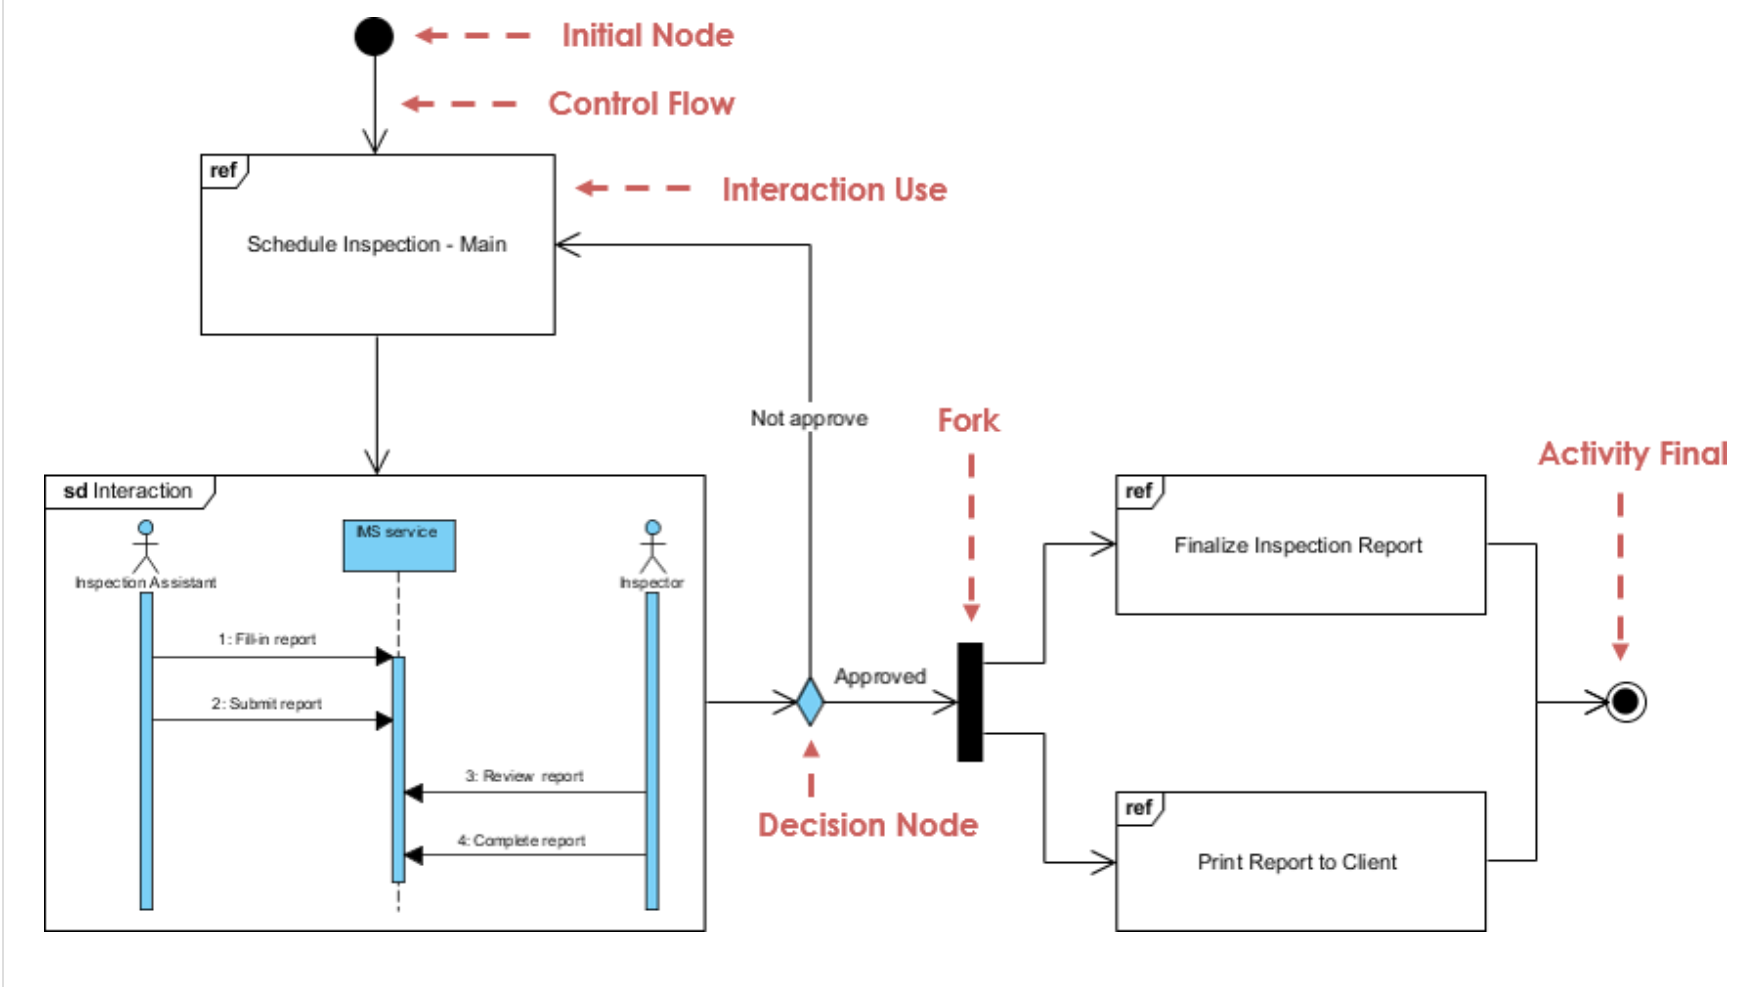 Initial Node
Control Flow
ref
Interaction Use
Schedule Inspection - Main
Not approve
Fork
Activity Final
sd Interaction
IMS service
Inspection Assistant
Inspector
1: Fill-in report
2: Submit report
3: Review report
4: Complete report
Approved
Decision Node
ref
Finalize Inspection Report
ref
Print Report to Client